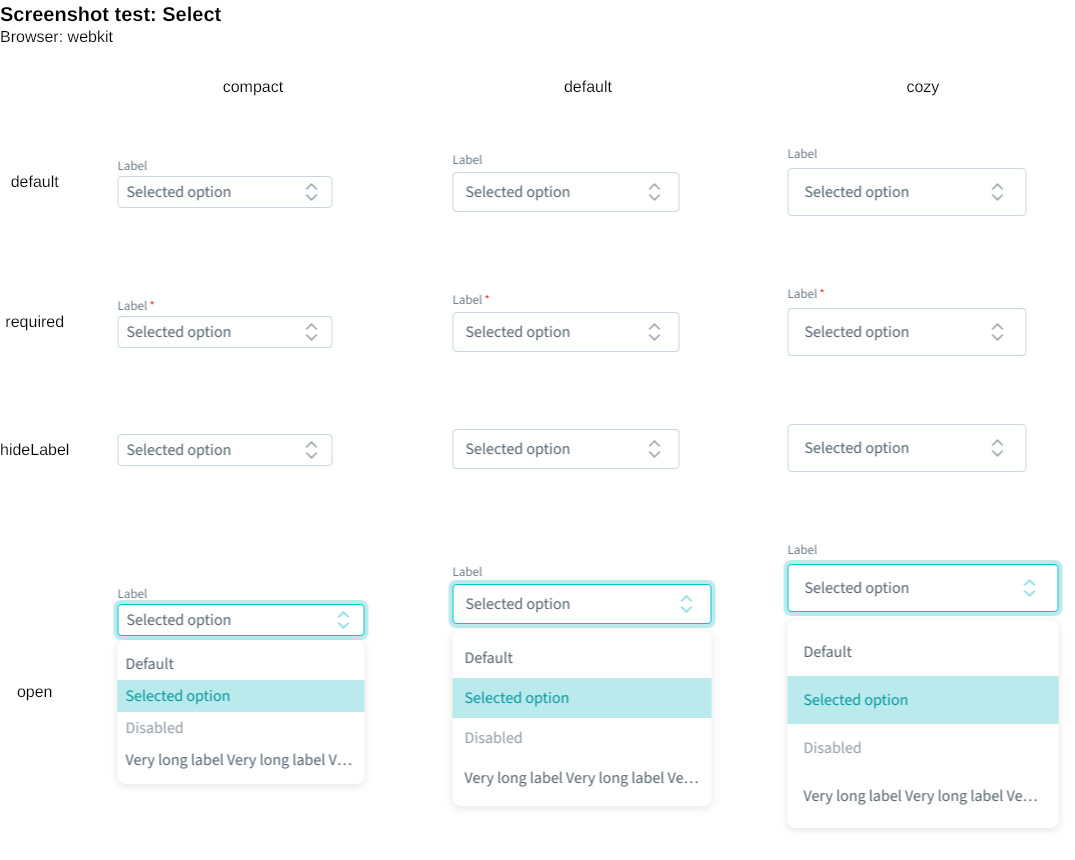 Screenshot test: Select
Browser: webkit
compact default cozy
Label Label Label
default Selected option Selected option Selected option
Label * Label * Label *
required Selected option Selected option Selected option
hideLabel Selected option Selected option Selected option
Label Label Label
Selected option Selected option Selected option
Default Default Default
open Selected option Selected option Selected option
Disabled Disabled Disabled
Very long label Very long label V... Very long label Very long label Ve... Very long label Very long label Ve...